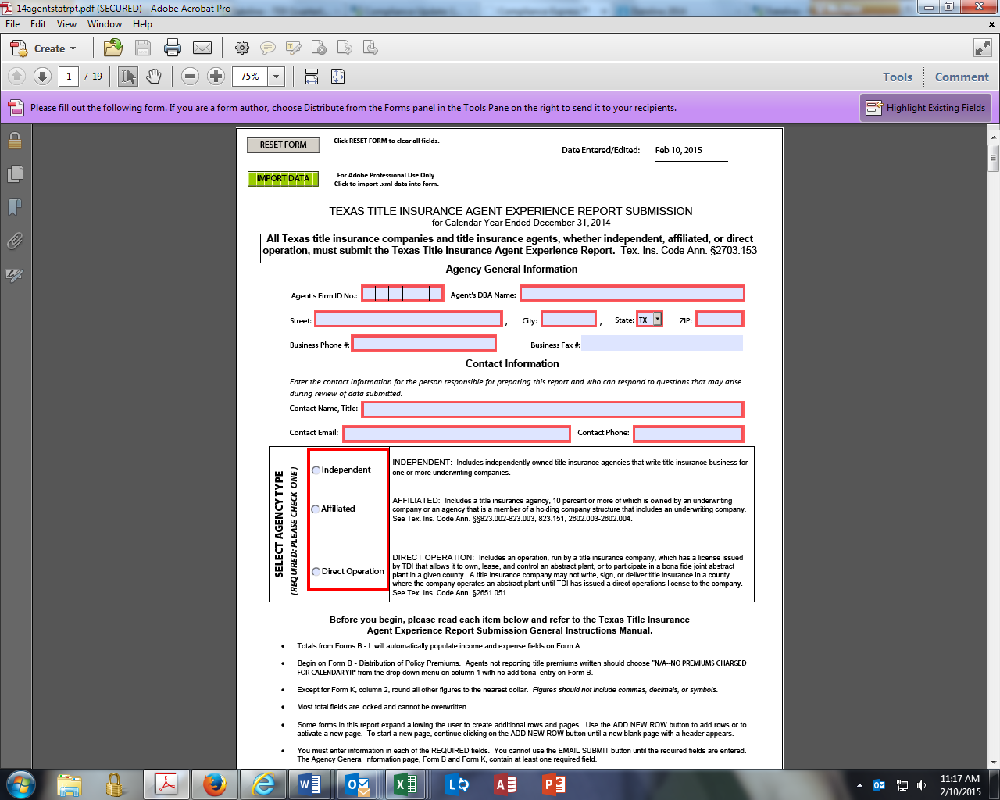 14agentstatrpt.pdf (SECURED) - Adobe Acrobat Pro
File Edit View Window Help
Create
1 / 19 75% Tools Comment
Please fill out the following form. If you are a form author, choose Distribute from the Forms panel in the Tools Pane on the right to send it to your recipients.
Highlight Existing Fields
RESET FORM Click RESET FORM to clear all fields.
Date Entered/Edited: Feb 10, 2015
IMPORT DATA
For Adobe Professional Use Only.
Click to import .xml data into form.
TEXAS TITLE INSURANCE AGENT EXPERIENCE REPORT SUBMISSION
for Calendar Year Ended December 31, 2014
All Texas title insurance companies and title insurance agents, whether independent, affiliated, or direct
operation, must submit the Texas Title Insurance Agent Experience Report. Tex. Ins. Code Ann. §2703.153
Agency General Information
Agent's Firm ID No.: Agent's DBA Name:
Street: , City: , State: TX ZIP:
Business Phone #: Business Fax #:
Contact Information
Enter the contact information for the person responsible for preparing this report and who can respond to questions that may arise
during review of data submitted.
Contact Name, Title:
Contact Email: Contact Phone:
SELECT AGENCY TYPE
(REQUIRED: PLEASE CHECK ONE)
Independent
INDEPENDENT: Includes independently owned title insurance agencies that write title insurance business for
one or more underwriting companies.
Affiliated
AFFILIATED: Includes a title insurance agency, 10 percent or more of which is owned by an underwriting
company or an agency that is a member of a holding company structure that includes an underwriting company.
See Tex. Ins. Code Ann. §§823.002-823.003, 823.151, 2602.003-2602.004.
Direct Operation
DIRECT OPERATION: Includes an operation, run by a title insurance company, which has a license issued
by TDI that allows it to own, lease, and control an abstract plant, or to participate in a bona fide joint abstract
plant in a given county. A title insurance company may not write, sign, or deliver title insurance in a county
where the company operates an abstract plant until TDI has issued a direct operations license to the company.
See Tex. Ins. Code Ann. §2651.051.
Before you begin, please read each item below and refer to the Texas Title Insurance
Agent Experience Report Submission General Instructions Manual.
• Totals from Forms B - L will automatically populate income and expense fields on Form A.
• Begin on Form B - Distribution of Policy Premiums. Agents not reporting title premiums written should choose "N/A--NO PREMIUMS CHARGED
FOR CALENDAR YR" from the drop down menu on column 1 with no additional entry on Form B.
• Except for Form K, column 2, round all other figures to the nearest dollar. Figures should not include commas, decimals, or symbols.
• Most total fields are locked and cannot be overwritten.
• Some forms in this report expand allowing the user to create additional rows and pages. Use the ADD NEW ROW button to add rows or to
activate a new page. To start a new page, continue clicking on the ADD NEW ROW button until a new blank page with a header appears.
• You must enter information in each of the REQUIRED fields. You cannot use the EMAIL SUBMIT button until the required fields are entered.
The Agency General Information page, Form B and Form K, contain at least one required field.
11:17 AM
2/10/2015